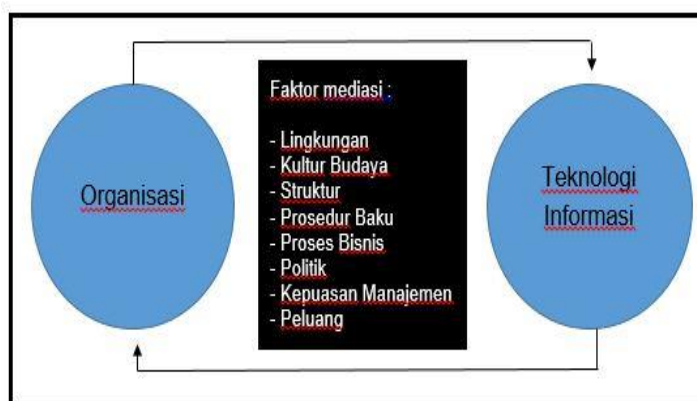 Organisasi
Faktor mediasi :
- Lingkungan
- Kultur Budaya
- Struktur
- Prosedur Baku
- Proses Bisnis
- Politik
- Kepuasan Manajemen
- Peluang
Teknologi
Informasi